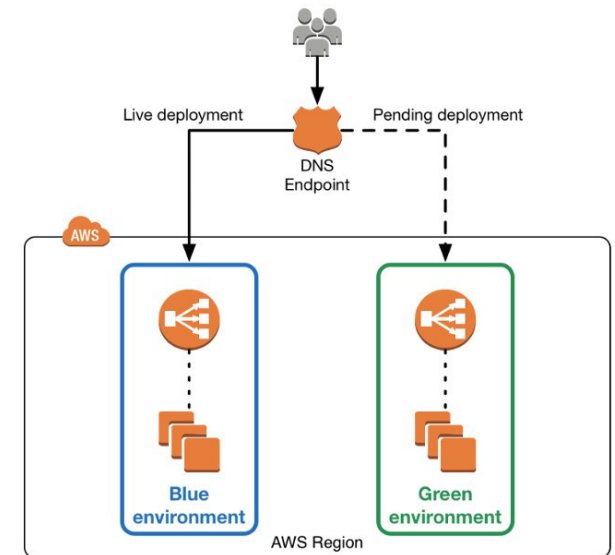 Live deployment
Pending deployment
DNS
Endpoint
AWS
Blue
environment
Green
environment
AWS Region